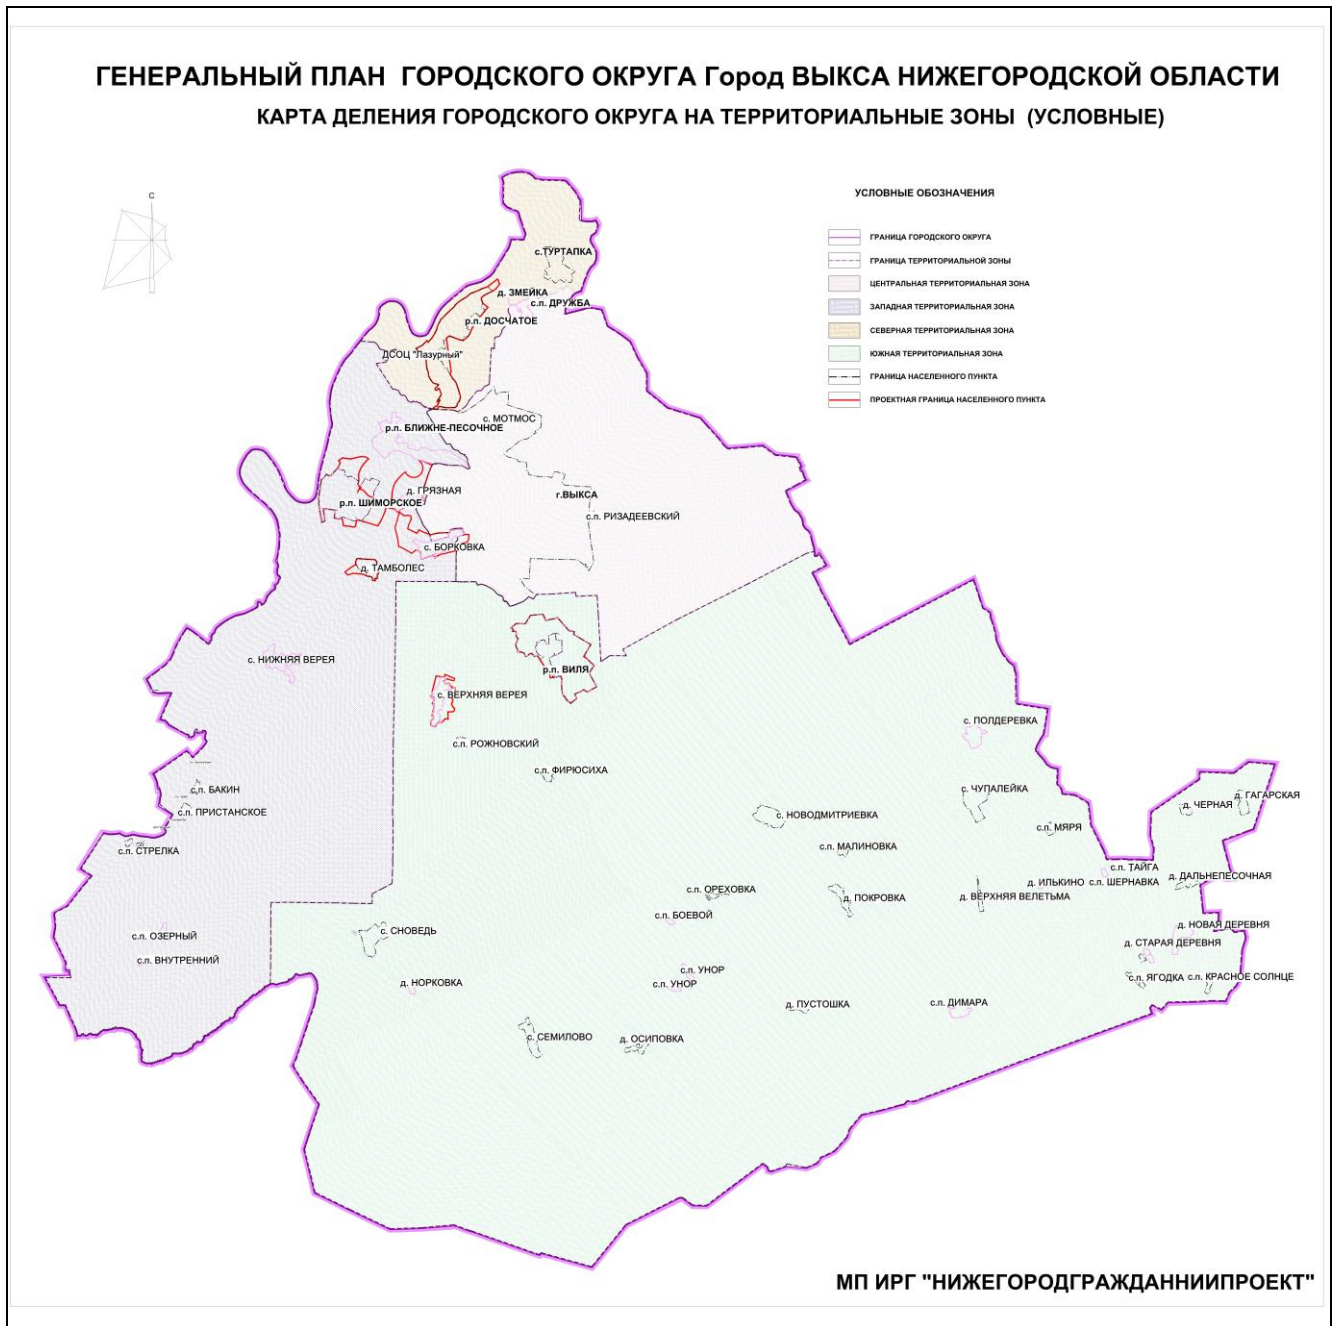 ГЕНЕРАЛЬНЫЙ ПЛАН ГОРОДСКОГО ОКРУГА Город ВЫКСА НИЖЕГОРОДСКОЙ ОБЛАСТИ
КАРТА ДЕЛЕНИЯ ГОРОДСКОГО ОКРУГА НА ТЕРРИТОРИАЛЬНЫЕ ЗОНЫ (УСЛОВНЫЕ)
С
УСЛОВНЫЕ ОБОЗНАЧЕНИЯ
ГРАНИЦА ГОРОДСКОГО ОКРУГА
ГРАНИЦА ТЕРРИТОРИАЛЬНОЙ ЗОНЫ
ЦЕНТРАЛЬНАЯ ТЕРРИТОРИАЛЬНАЯ ЗОНА
ЗАПАДНАЯ ТЕРРИТОРИАЛЬНАЯ ЗОНА
СЕВЕРНАЯ ТЕРРИТОРИАЛЬНАЯ ЗОНА
ЮЖНАЯ ТЕРРИТОРИАЛЬНАЯ ЗОНА
ГРАНИЦА НАСЕЛЕННОГО ПУНКТА
ПРОЕКТНАЯ ГРАНИЦА НАСЕЛЕННОГО ПУНКТА
с.ТУРТАПКА
д. ЗМЕЙКА
с.п. ДРУЖБА
р.п. ДОСЧАТОЕ
ДСОЦ "Лазурный"
с. МОТМОС
р.п. БЛИЖНЕ-ПЕСОЧНОЕ
д. ГРЯЗНАЯ
г.ВЫКСА
р.п. ШИМОРСКОЕ
с.п. РИЗАДЕЕВСКИЙ
с. БОРКОВКА
д. ТАМБОЛЕС
с. НИЖНЯЯ ВЕРЕЯ
р.п. ВИЛЯ
с. ВЕРХНЯЯ ВЕРЕЯ
с. ПОЛДЕРЕВКА
с.п. РОЖНОВСКИЙ
с.п. ФИРЮСИХА
с.п. БАКИН
с. ЧУПАЛЕЙКА
д. ГАГАРСКАЯ
д. ЧЕРНАЯ
с.п. ПРИСТАНСКОЕ
с. НОВОДМИТРИЕВКА
с.п. МЯРЯ
с.п. СТРЕЛКА
с.п. МАЛИНОВКА
с.п. ТАЙГА
д. ДАЛЬНЕПЕСОЧНАЯ
д. ИЛЬКИНО
с.п. ШЕРНАВКА
с.п. ОРЕХОВКА
д. ПОКРОВКА
д. ВЕРХНЯЯ ВЕЛЕТЬМА
с.п. БОЕВОЙ
д. НОВАЯ ДЕРЕВНЯ
с. СНОВЕДЬ
с.п. ОЗЕРНЫЙ
д. СТАРАЯ ДЕРЕВНЯ
с.п. ВНУТРЕННИЙ
с.п. УНОР
с.п. ЯГОДКА
с.п. КРАСНОЕ СОЛНЦЕ
д. НОРКОВКА
с.п. УНОР
д. ПУСТОШКА
с.п. ДИМАРА
с. СЕМИЛОВО
д. ОСИПОВКА
МП ИРГ "НИЖЕГОРОДГРАЖДАННИИПРОЕКТ"